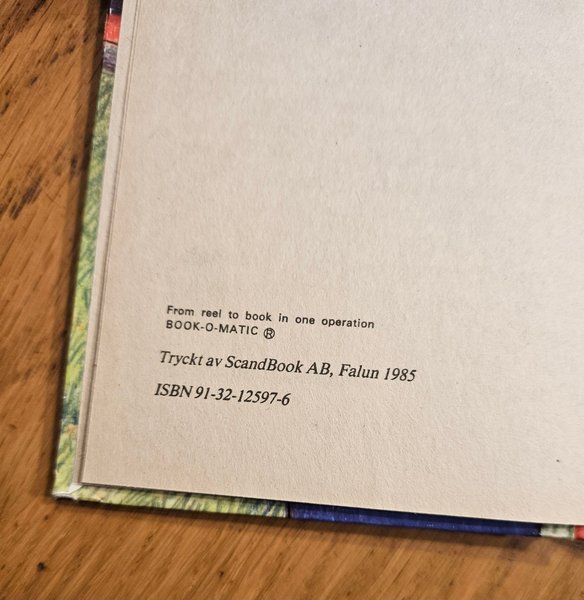 From reel to book in one operation
BOOK-O-MATIC ®
Tryckt av ScandBook AB, Falun 1985
ISBN 91-32-12597-6